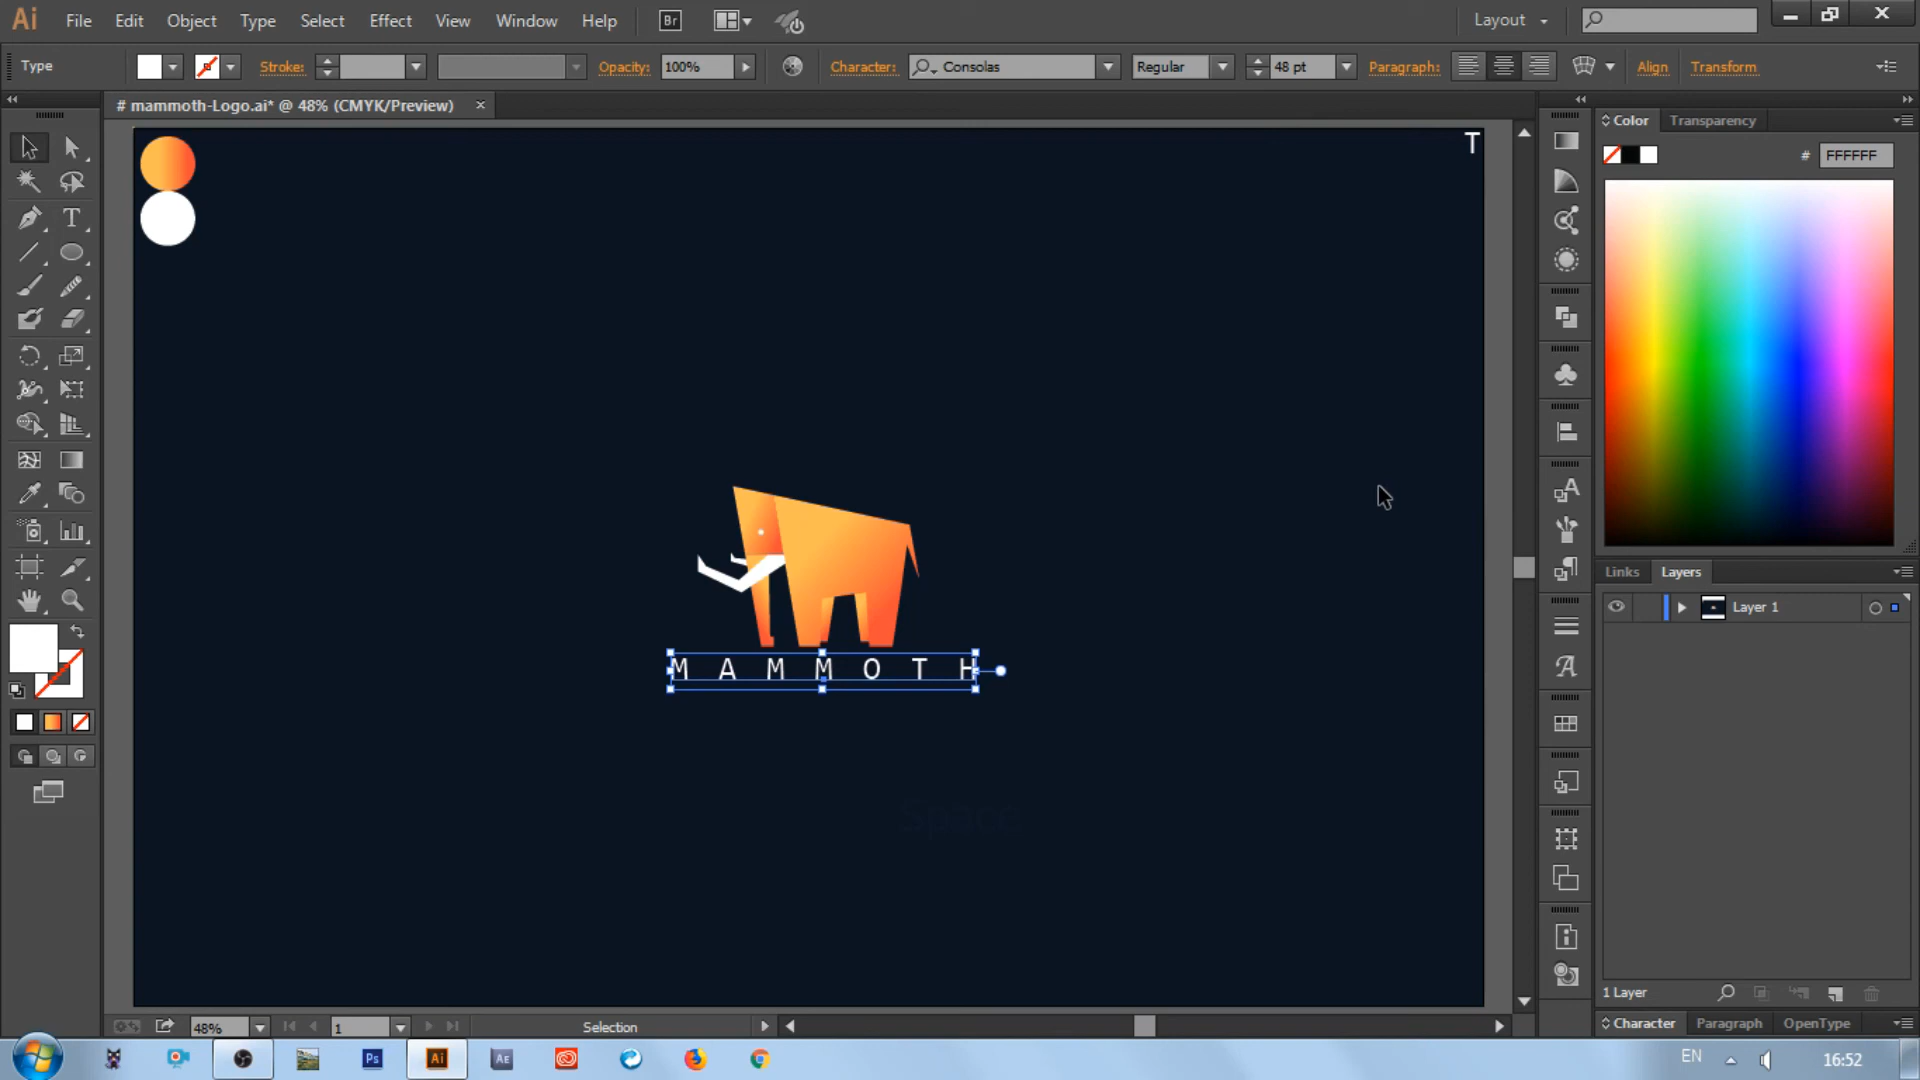 Ai File Edit Object Type Select Effect View Window Help Br Layout
Type Stroke: Opacity: 100% Character: Consolas Regular 48 pt Paragraph: Align Transform
# mammoth-Logo.ai* @ 48% (CMYK/Preview)
Color Transparency
T
# FFFFFF
Links Layers
Layer 1
M A M M O T H
Space
1 Layer
Character Paragraph OpenType
48% 1 Selection
Ps Ai AE EN 16:52